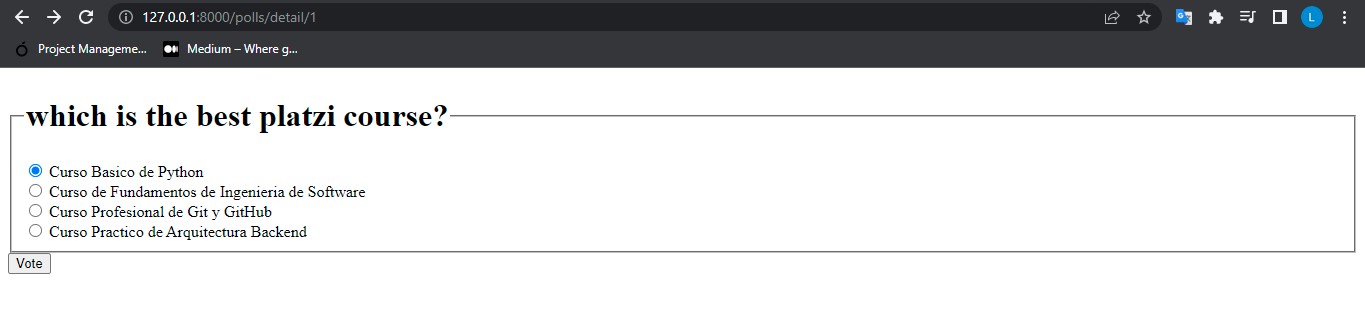 127.0.0.1:8000/polls/detail/1
Project Manageme... Medium – Where g...
L
which is the best platzi course?
Curso Basico de Python
Curso de Fundamentos de Ingenieria de Software
Curso Profesional de Git y GitHub
Curso Practico de Arquitectura Backend
Vote